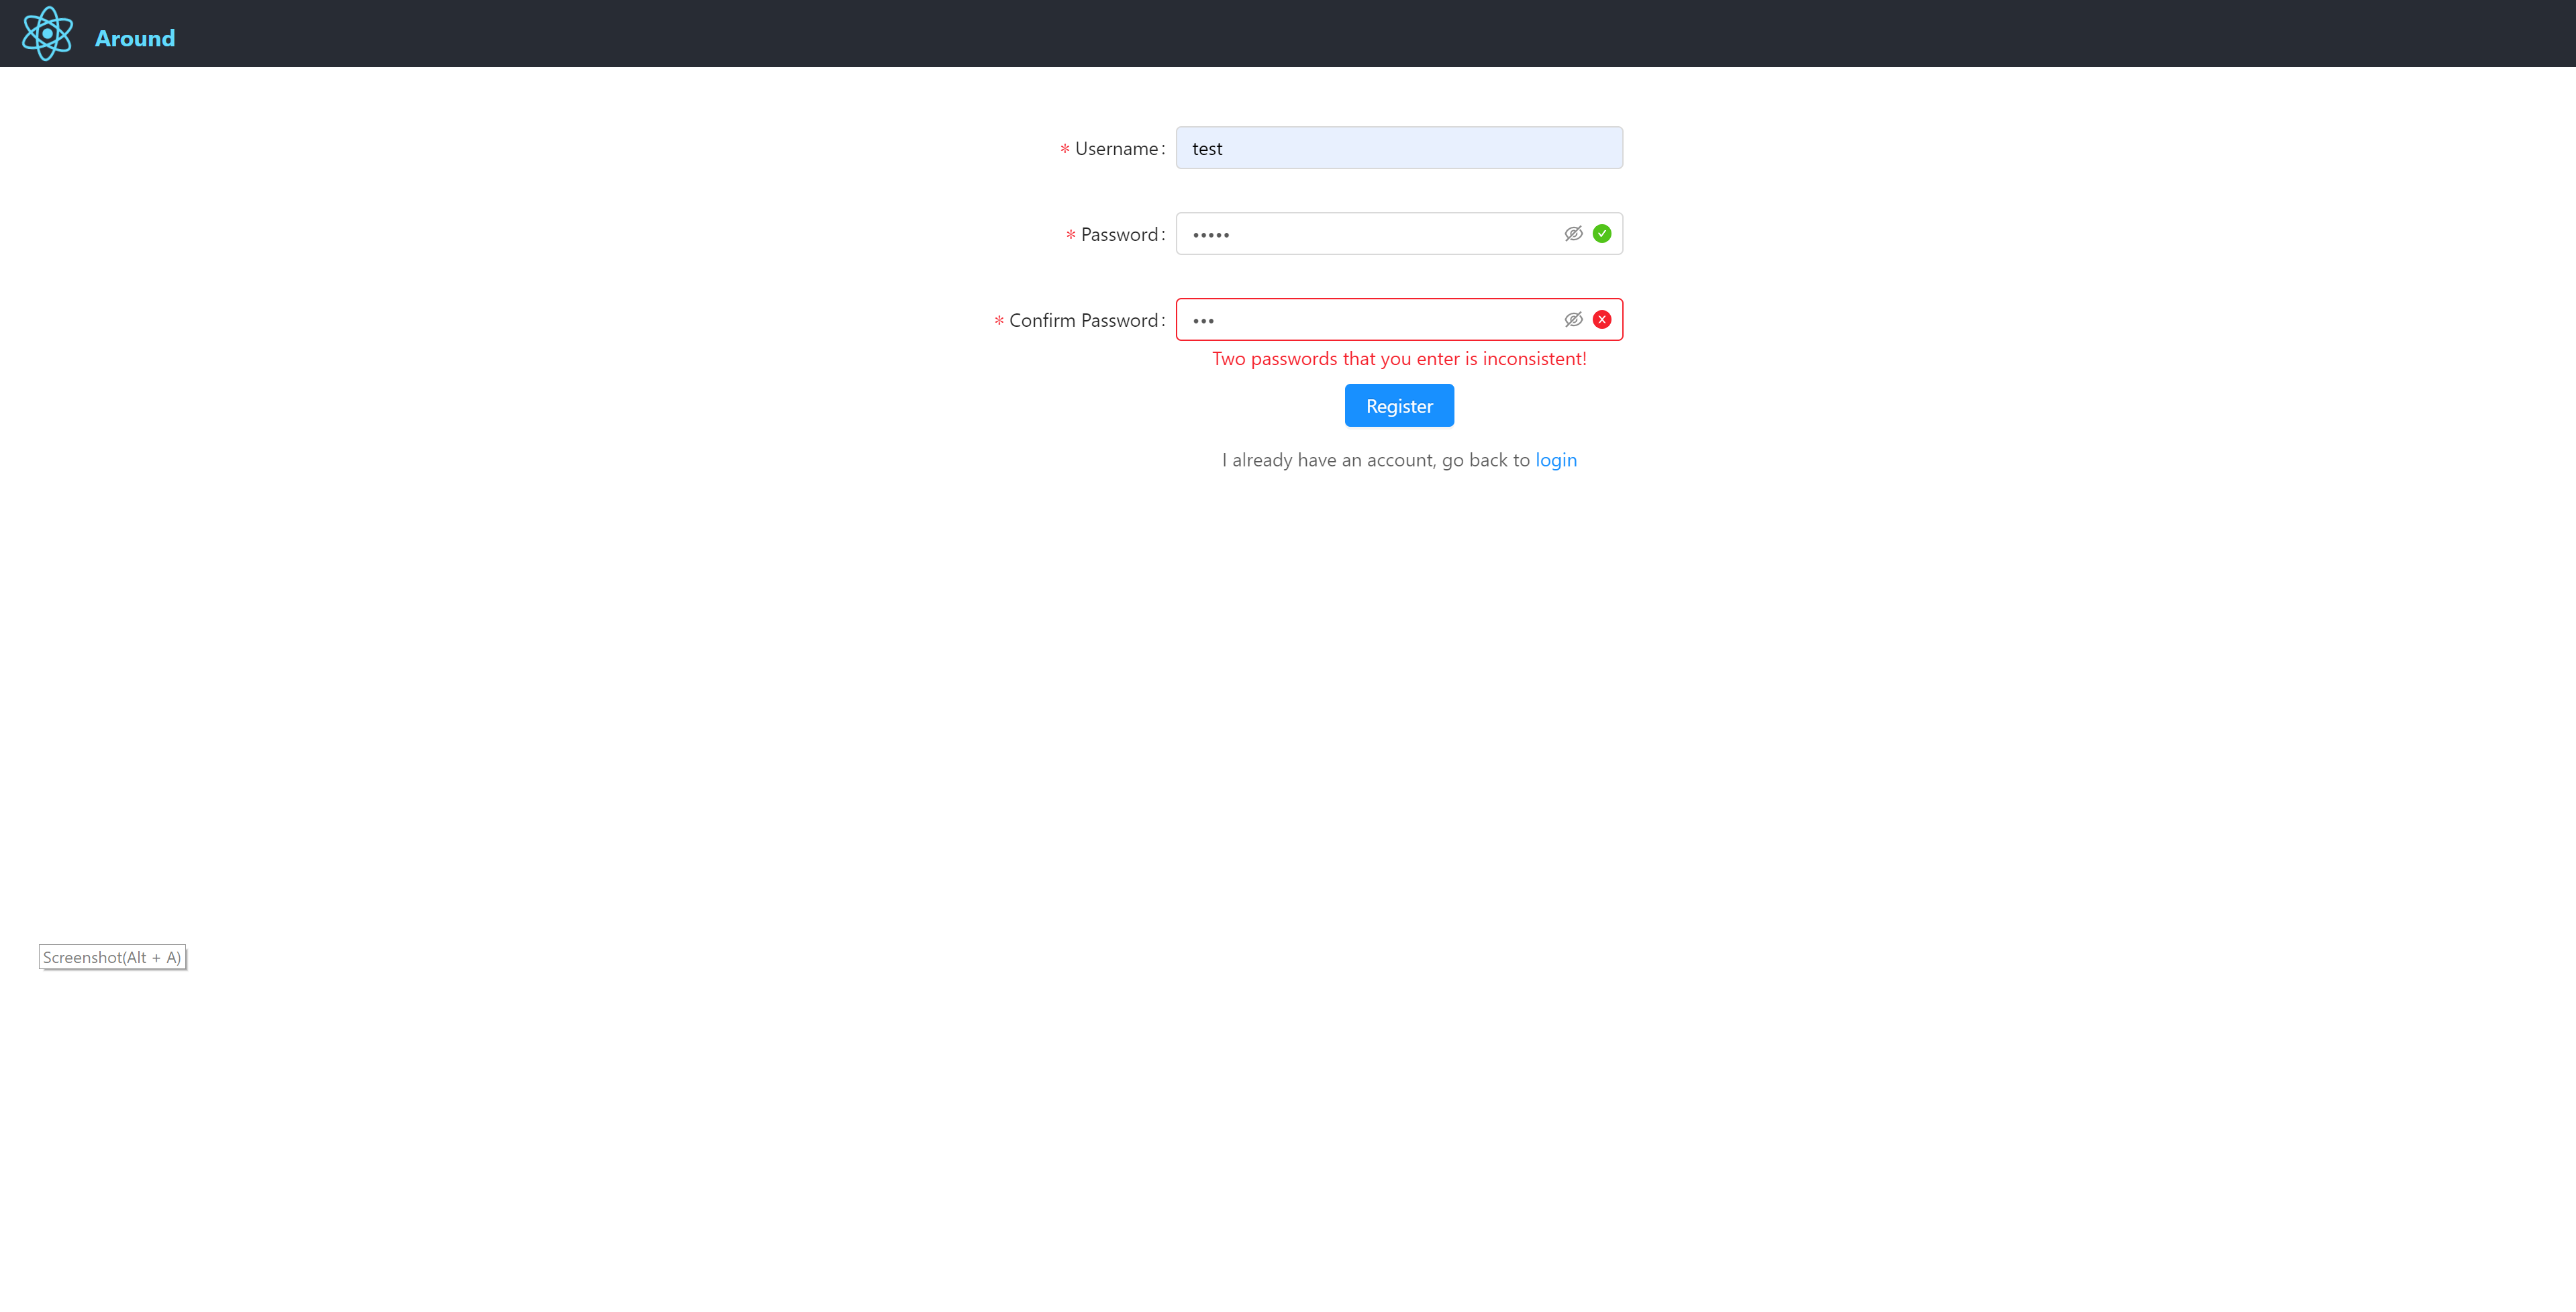 Around
* Username: test
* Password: •••••
* Confirm Password: •••
Two passwords that you enter is inconsistent!
Register
I already have an account, go back to login
Screenshot(Alt + A)